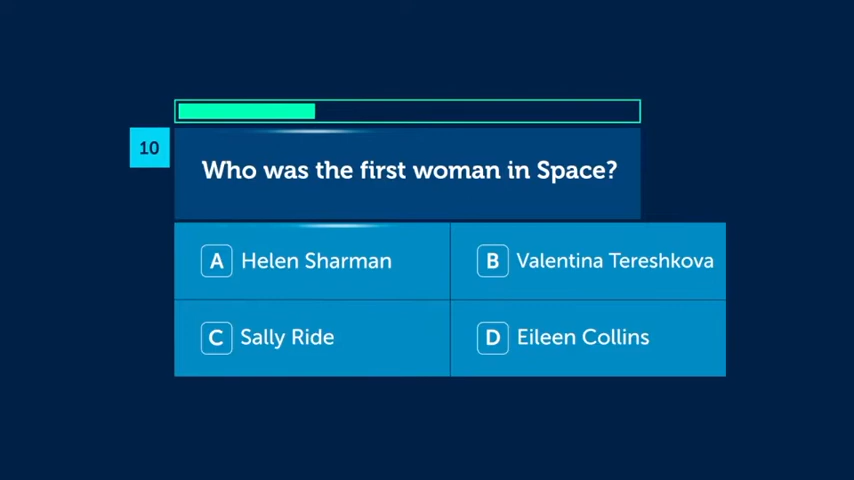 10
Who was the first woman in Space?
A Helen Sharman
B Valentina Tereshkova
C Sally Ride
D Eileen Collins